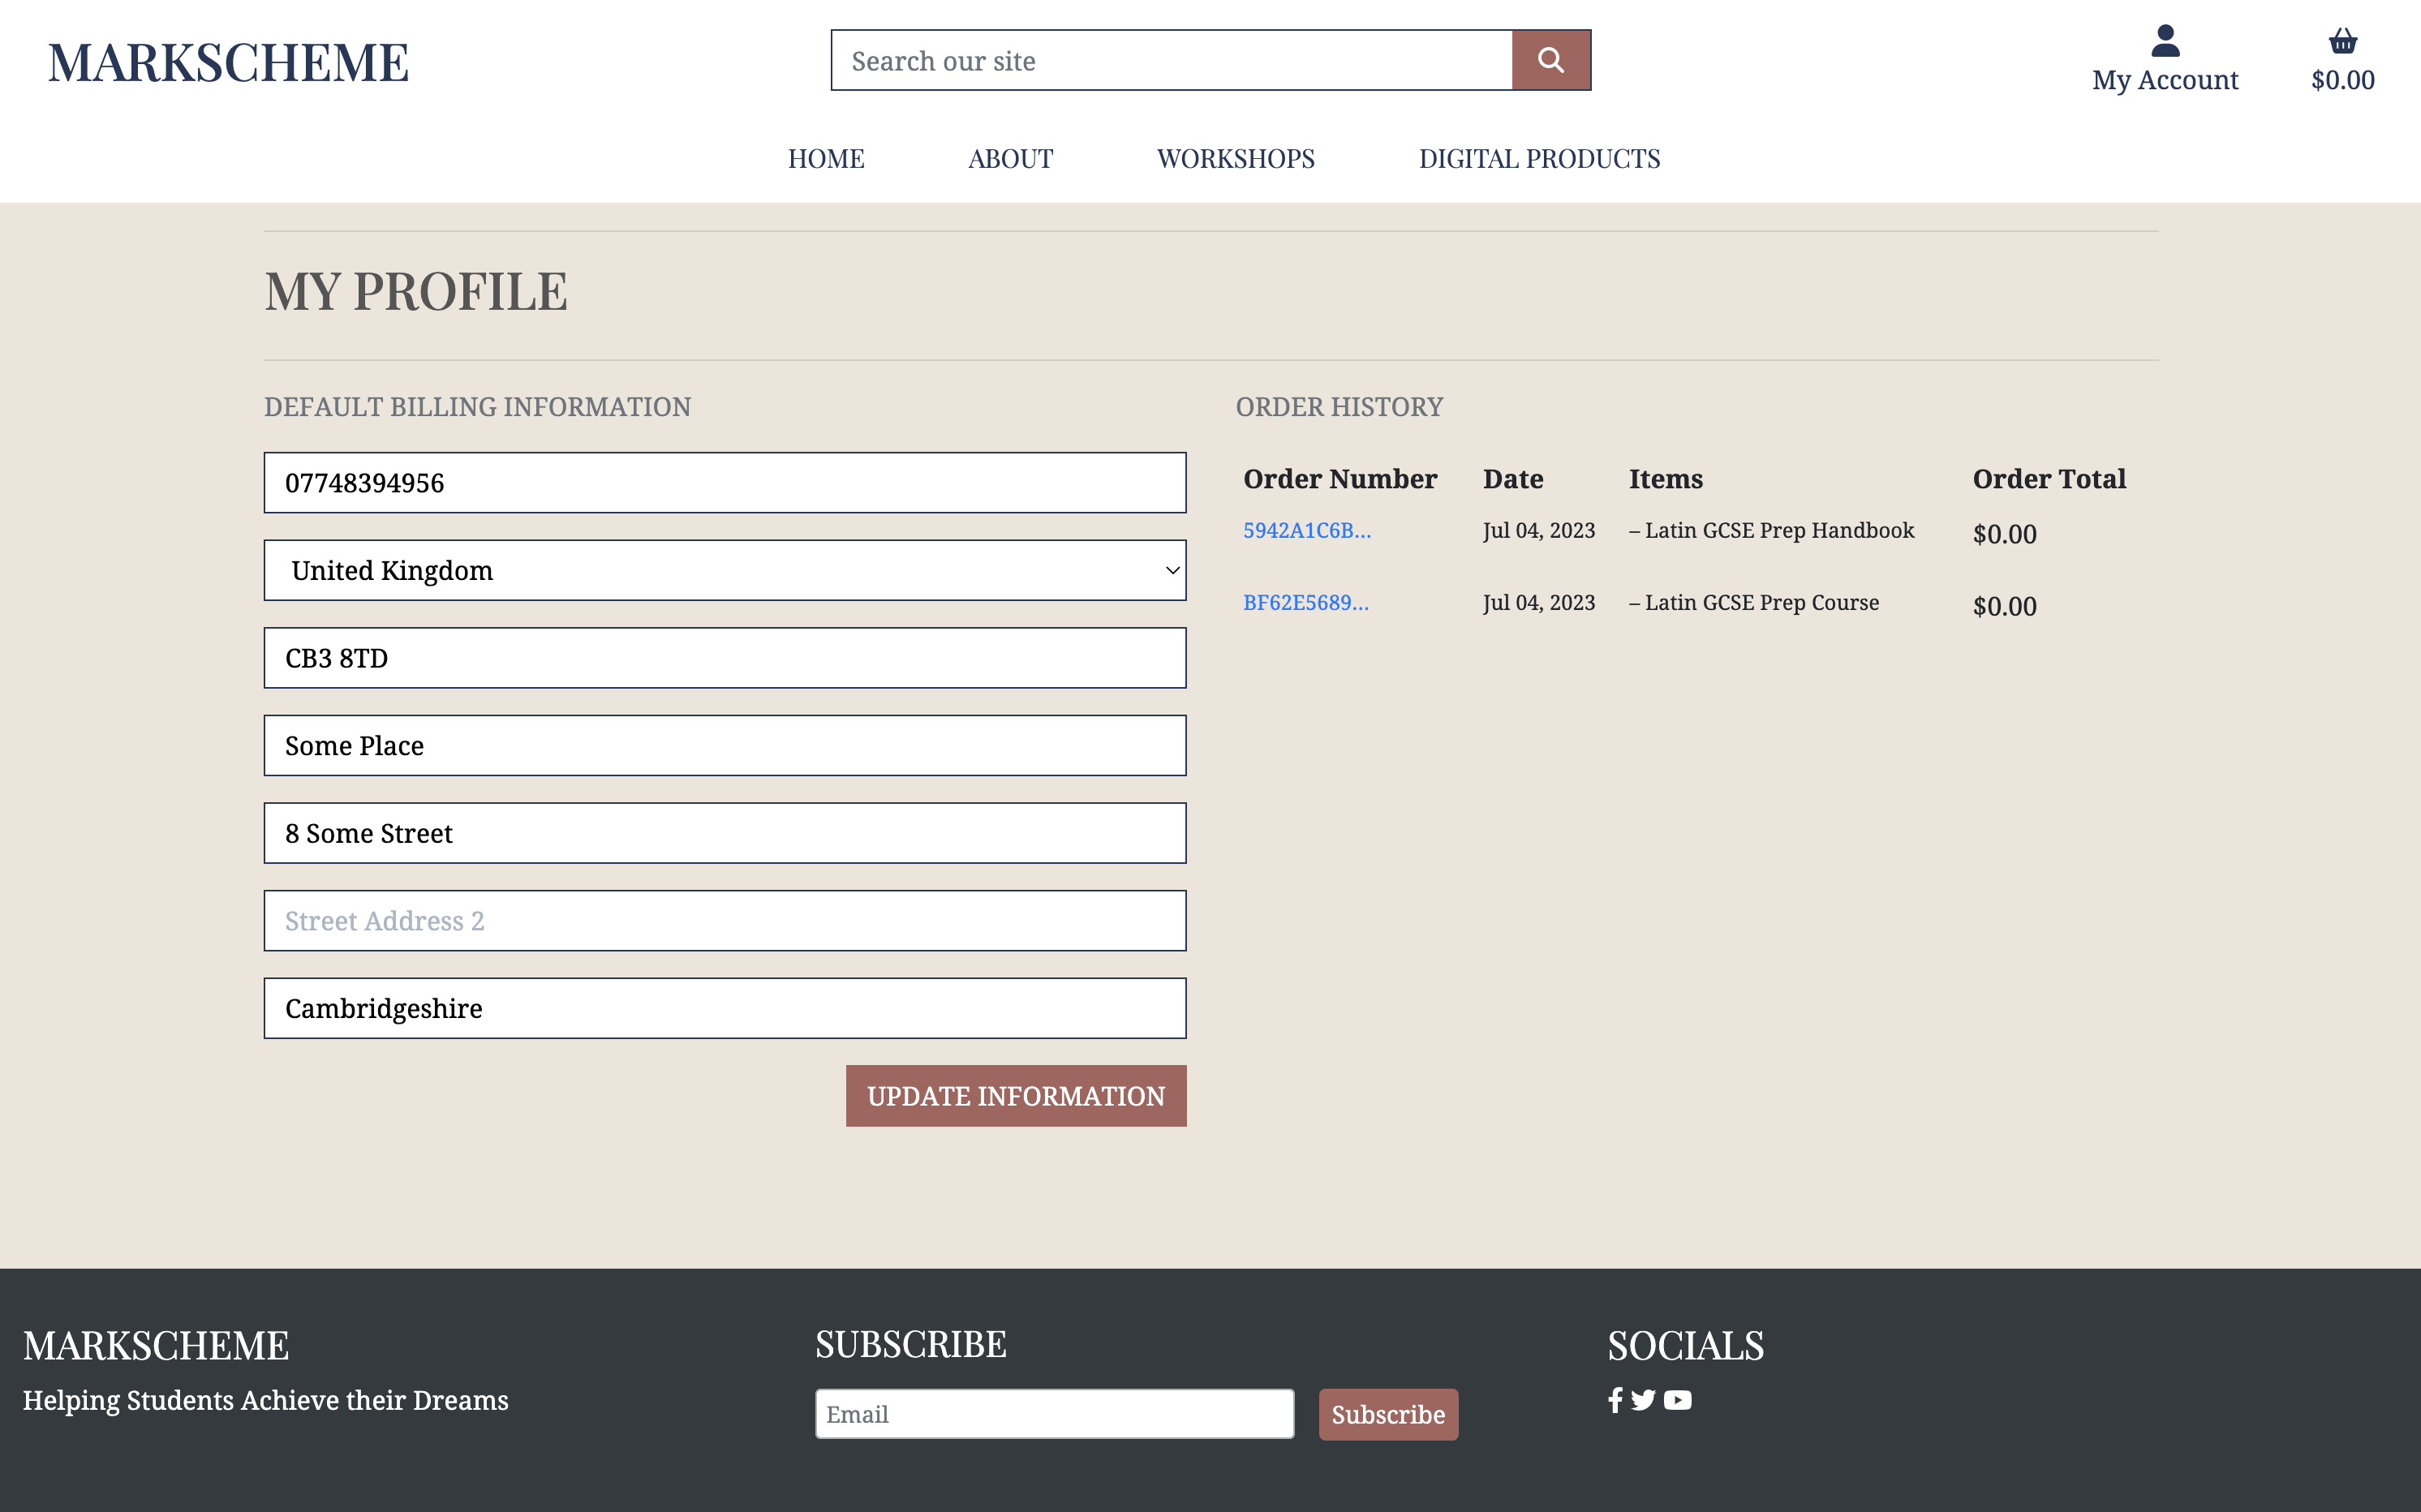 MARKSCHEME
Search our site
My Account
$0.00
HOME ABOUT WORKSHOPS DIGITAL PRODUCTS
MY PROFILE
DEFAULT BILLING INFORMATION
07748394956
United Kingdom
CB3 8TD
Some Place
8 Some Street
Street Address 2
Cambridgeshire
UPDATE INFORMATION
ORDER HISTORY
Order Number Date Items Order Total
5942A1C6B... Jul 04, 2023 – Latin GCSE Prep Handbook $0.00
BF62E5689... Jul 04, 2023 – Latin GCSE Prep Course $0.00
MARKSCHEME
Helping Students Achieve their Dreams
SUBSCRIBE
Email
Subscribe
SOCIALS